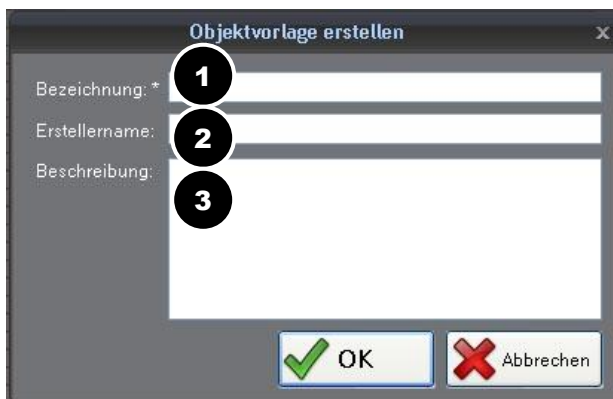 Objektvorlage erstellen x
Bezeichnung: * 1
Erstellername: 2
Beschreibung: 3
OK Abbrechen